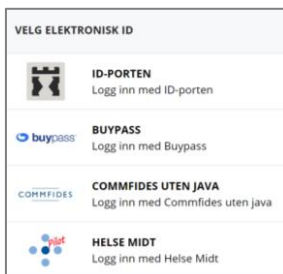 VELG ELEKTRONISK ID
ID-PORTEN
Logg inn med ID-porten
buypass
BUYPASS
Logg inn med Buypass
COMMFIDES
COMMFIDES UTEN JAVA
Logg inn med Commfides uten java
Pilot
HELSE MIDT
Logg inn med Helse Midt